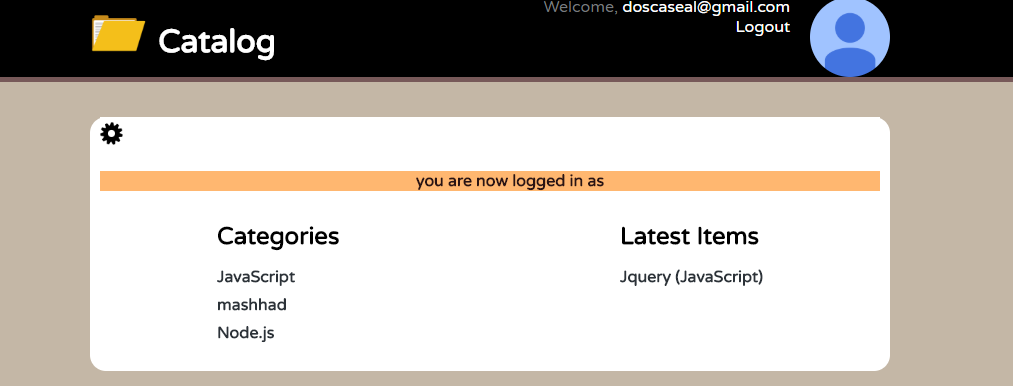 Welcome, doscaseal@gmail.com
Logout
Catalog
you are now logged in as
Categories
JavaScript
mashhad
Node.js
Latest Items
Jquery (JavaScript)